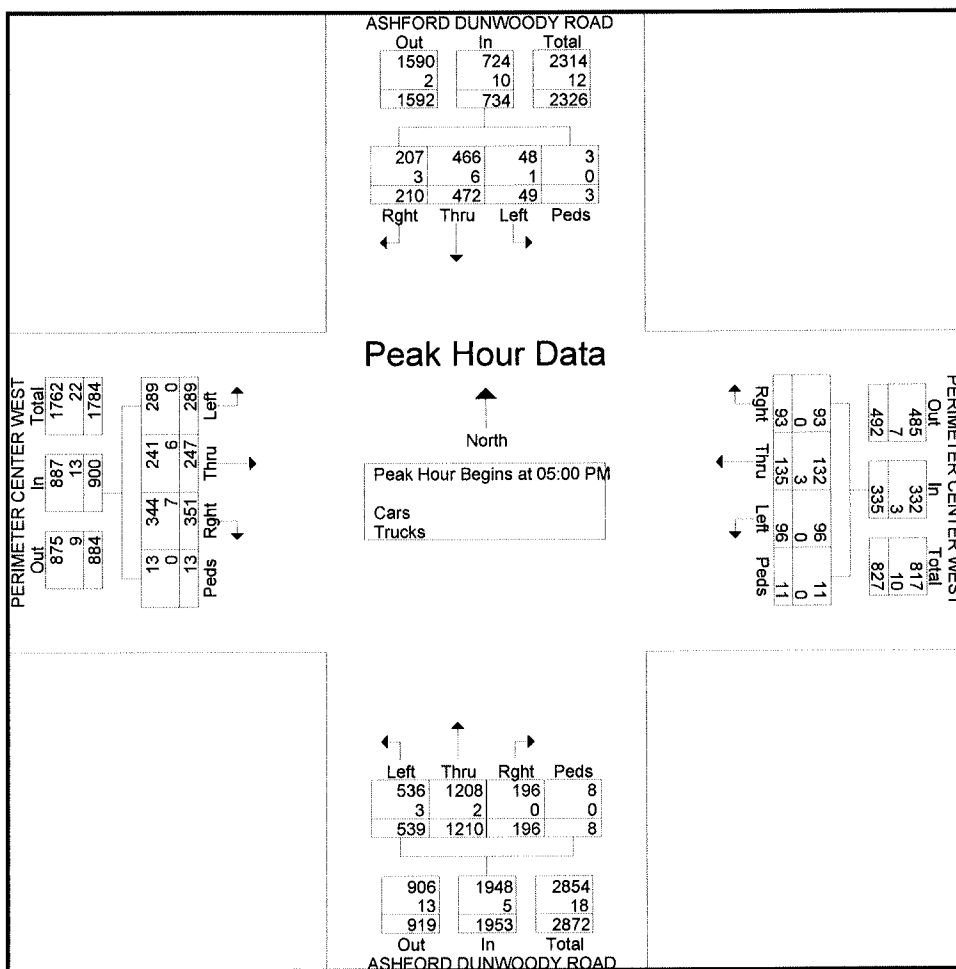 ASHFORD DUNWOODY ROAD
Out In Total
1590 724 2314
2 10 12
1592 734 2326
207 466 48 3
3 6 1 0
210 472 49 3
Rght Thru Left Peds
Peak Hour Data
North
Peak Hour Begins at 05:00 PM
Cars
Trucks
PERIMETER CENTER WEST
Out In Total
875 887 1762
9 13 22
884 900 1784
Left Thru Rght Peds
289 247 351 13
0 6 7 0
289 241 344 13
PERIMETER CENTER WEST
Out In Total
485 332 817
7 3 10
492 335 827
93 132 96 11
0 3 0 0
93 135 96 11
Rght Thru Left Peds
Left Thru Rght Peds
536 1208 196 8
3 2 0 0
539 1210 196 8
906 1948 2854
13 5 18
919 1953 2872
Out In Total
ASHFORD DUNWOODY ROAD